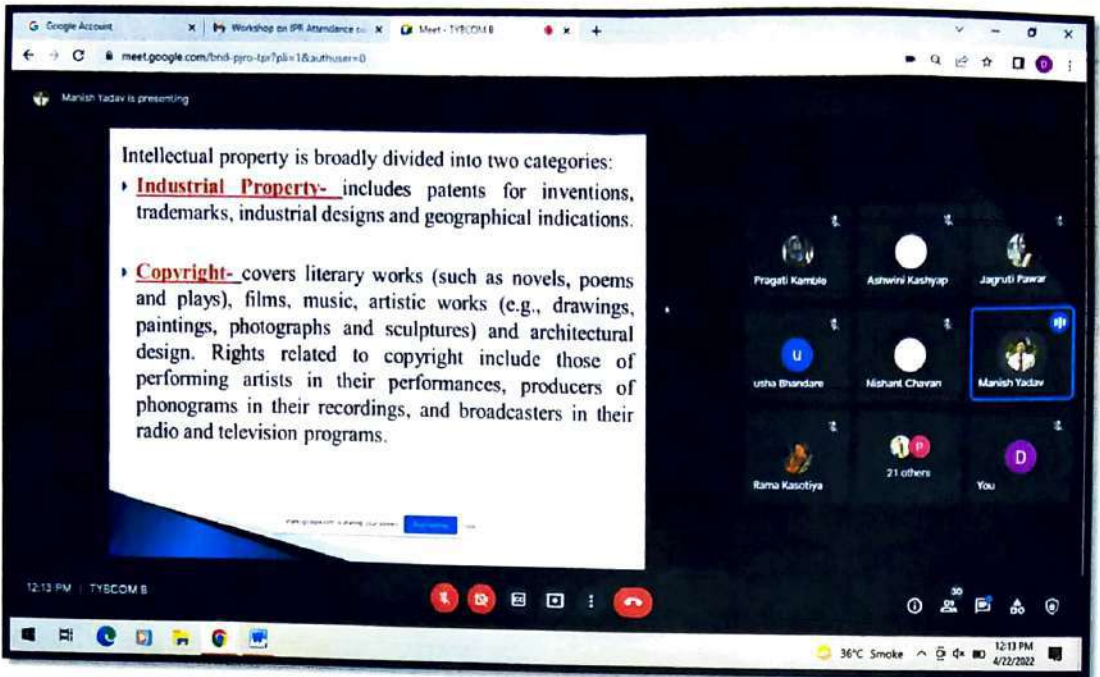 Google Account
Workshop on IPR Attendance
Meet - TYBCOM B
meet.google.com/bnd-pjro-tpr?pli=1&authuser=0
D
Manish Yadav is presenting
Intellectual property is broadly divided into two categories:
Industrial Property- includes patents for inventions,
trademarks, industrial designs and geographical indications.
Copyright- covers literary works (such as novels, poems
and plays), films, music, artistic works (e.g., drawings,
paintings, photographs and sculptures) and architectural
design. Rights related to copyright include those of
performing artists in their performances, producers of
phonograms in their recordings, and broadcasters in their
radio and television programs.
Pragati Kamble
Ashwini Kashyap
Jagruti Pawar
U
usha Bhandare
Nishant Chavan
Manish Yadav
Rama Kasotiya
P
21 others
D
You
12:13 PM | TYBCOM B
30
36°C Smoke
12:13 PM
4/22/2022